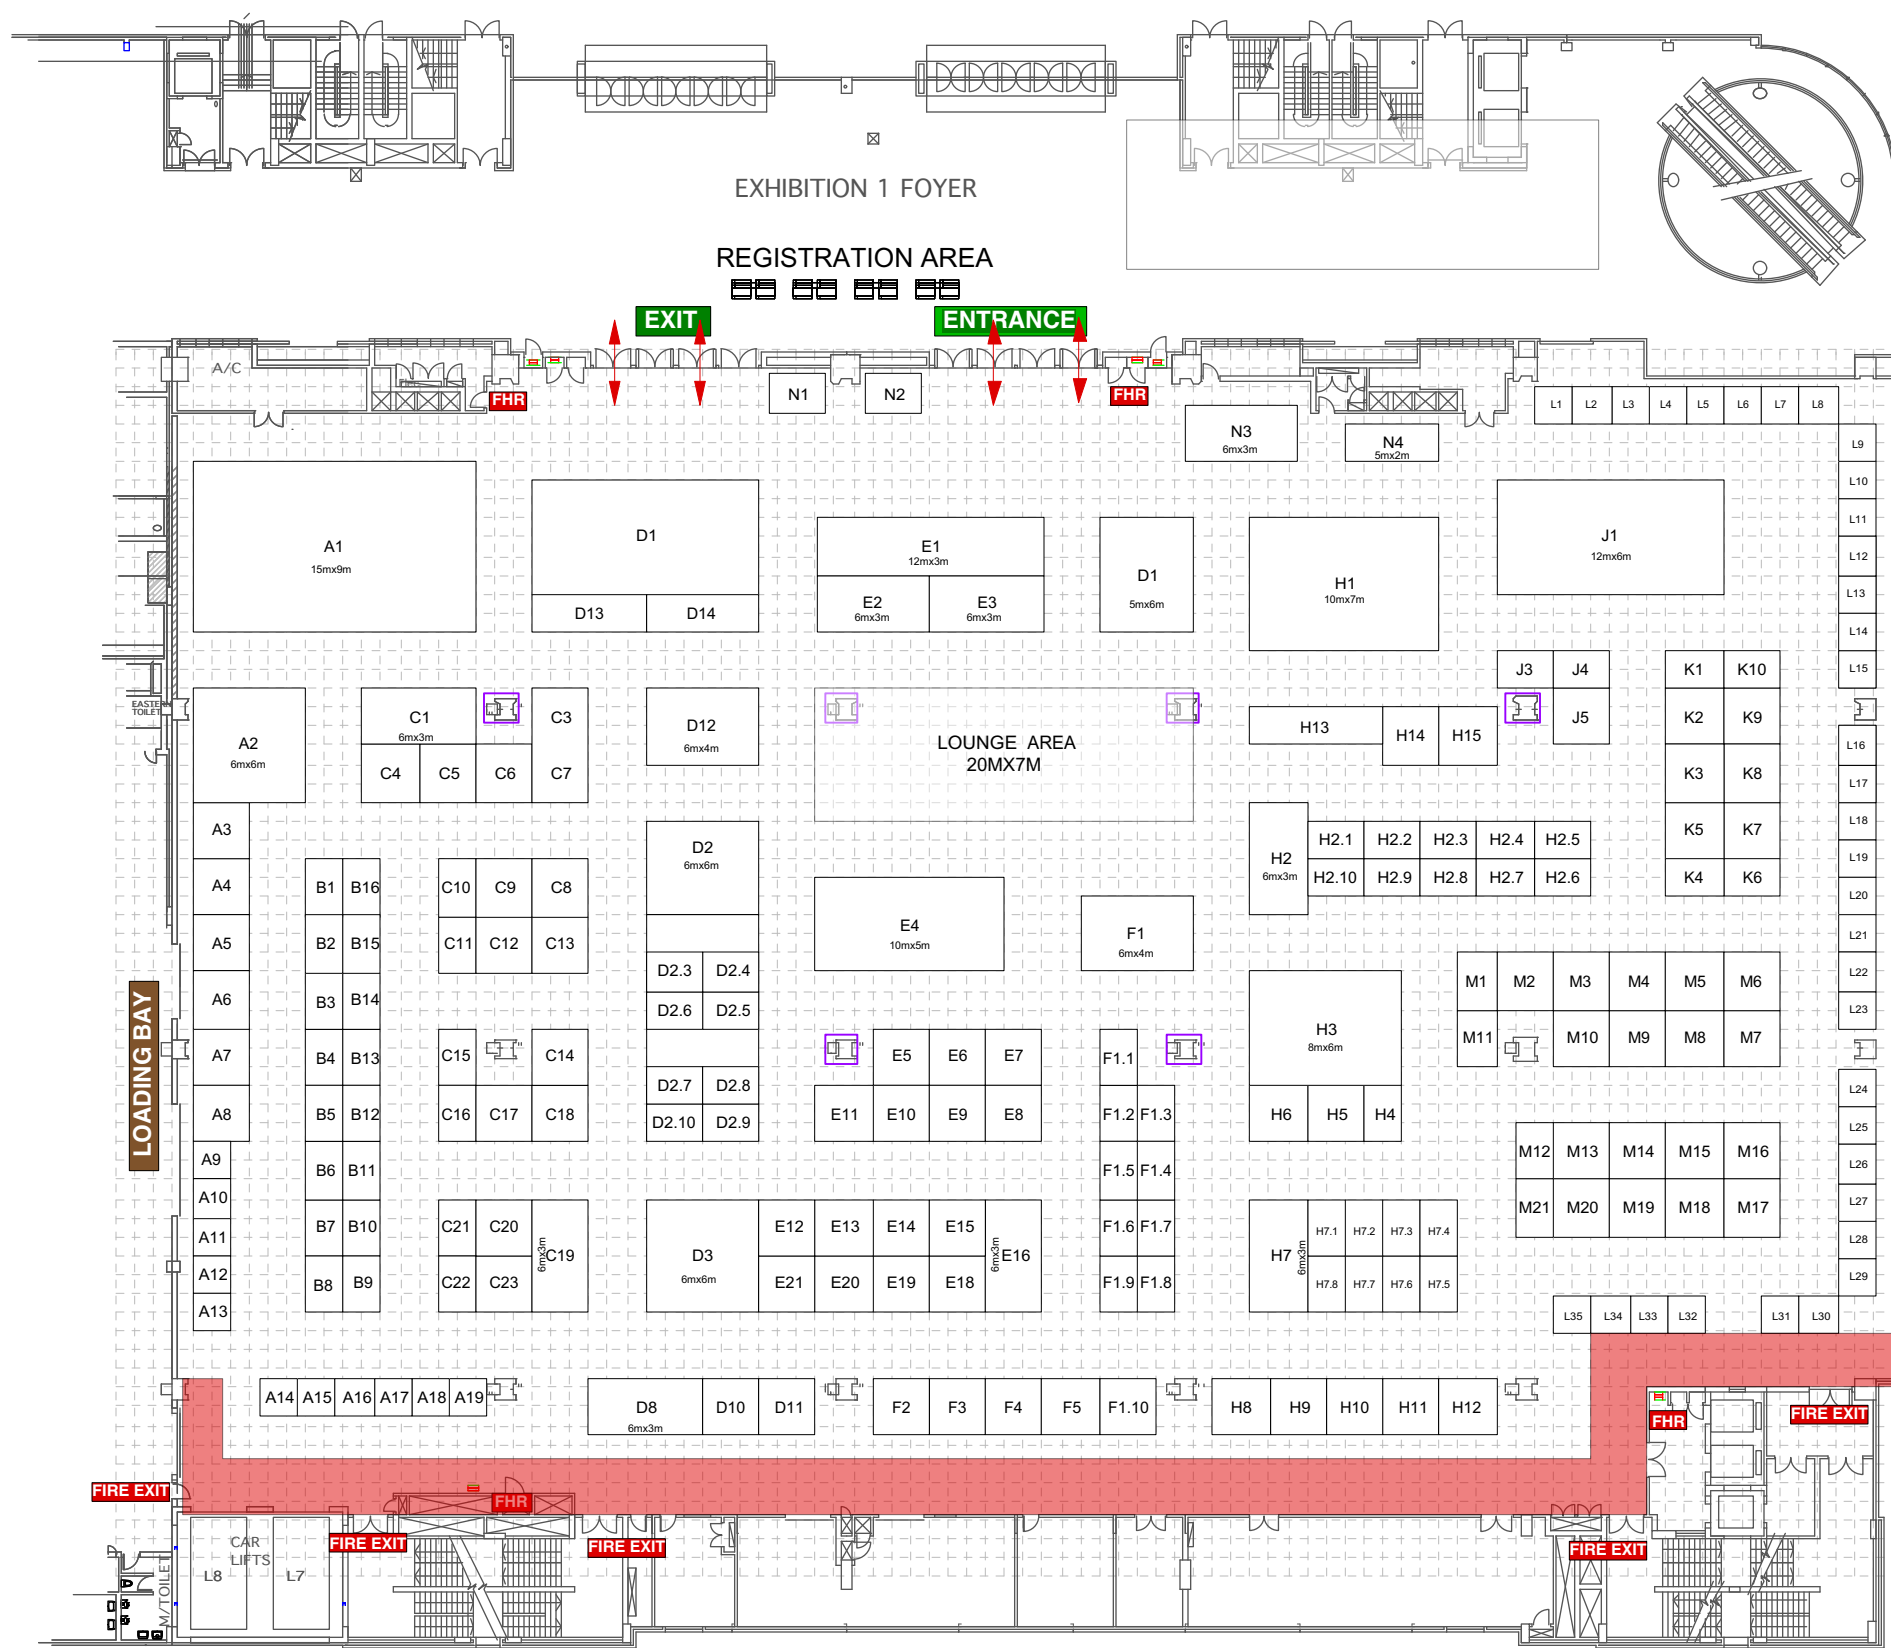 EXHIBITION 1 FOYER
REGISTRATION AREA
EXIT
ENTRANCE
A/C
FHR
N1
N2
FHR
L1 L2 L3 L4 L5 L6 L7 L8
N3
6mx3m
N4
5mx2m
L9
L10
L11
L12
L13
L14
L15
A1
15mx9m
D1
D13 D14
E1
12mx3m
E2
6mx3m
E3
6mx3m
D1
5mx6m
H1
10mx7m
J1
12mx6m
J3 J4
J5
K1 K10
K2 K9
K3 K8
K5 K7
K4 K6
EASTERN
TOILET
A2
6mx6m
C1
6mx3m
C3
C4 C5 C6 C7
D12
6mx4m
LOUNGE AREA
20MX7M
H13
H14 H15
L16
L17
L18
L19
L20
L21
L22
L23
A3
A4
A5
A6
A7
A8
A9
A10
A11
A12
A13
LOADING BAY
B1 B16
B2 B15
B3 B14
B4 B13
B5 B12
B6 B11
B7 B10
B8 B9
C10 C9 C8
C11 C12 C13
C15 C14
C16 C17 C18
C21 C20
C22 C23
C19
6mx3m
D2
6mx6m
D2.3 D2.4
D2.6 D2.5
D2.7 D2.8
D2.10 D2.9
D3
6mx6m
E4
10mx5m
F1
6mx4m
E5 E6 E7
E11 E10 E9 E8
E12 E13 E14 E15
E21 E20 E19 E18
6mx3m
E16
F1.1
F1.2 F1.3
F1.5 F1.4
F1.6 F1.7
F1.9 F1.8
H2
6mx3m
H2.1 H2.2 H2.3 H2.4 H2.5
H2.10 H2.9 H2.8 H2.7 H2.6
H3
8mx6m
H6 H5 H4
H7
6mx3m
H7.1 H7.2 H7.3 H7.4
H7.8 H7.7 H7.6 H7.5
M1 M2 M3 M4 M5 M6
M11 M10 M9 M8 M7
M12 M13 M14 M15 M16
M21 M20 M19 M18 M17
L24
L25
L26
L27
L28
L29
L35 L34 L33 L32 L31 L30
A14 A15 A16 A17 A18 A19
D8
6mx3m
D10 D11
F2 F3 F4 F5 F1.10
H8 H9 H10 H11 H12
FHR
FIRE EXIT
FIRE EXIT
FHR
FIRE EXIT
FIRE EXIT
FIRE EXIT
CAR
LIFTS
L8 L7
M/TOILET